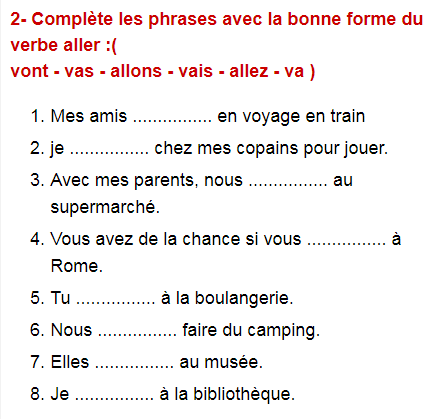 2- Complète les phrases avec la bonne forme du
verbe aller :(
vont - vas - allons - vais - allez - va )
1. Mes amis ................ en voyage en train
2. je ................ chez mes copains pour jouer.
3. Avec mes parents, nous ................ au
supermarché.
4. Vous avez de la chance si vous ................ à
Rome.
5. Tu ................ à la boulangerie.
6. Nous ................ faire du camping.
7. Elles ................ au musée.
8. Je ................ à la bibliothèque.